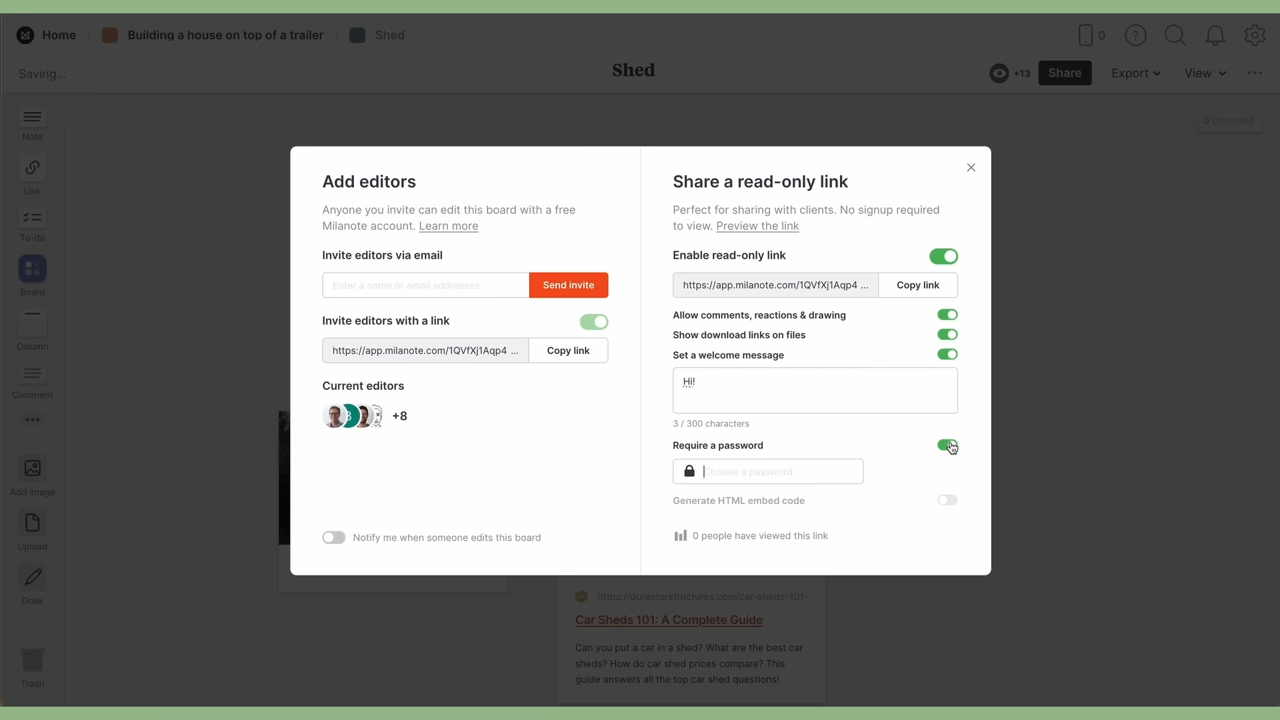 Home
Building a house on top of a trailer
Shed
0
Saving...
Shed
+13
Share
Export
View
0 Unsorted
Note
Link
To-do
Board
Column
Comment
Add image
Upload
Draw
Trash
Add editors
Anyone you invite can edit this board with a free
Milanote account. Learn more
Invite editors via email
Enter a name or email addresses
Send invite
Invite editors with a link
https://app.milanote.com/1QVfXj1Aqp4 ...
Copy link
Current editors
+8
Notify me when someone edits this board
Share a read-only link
Perfect for sharing with clients. No signup required
to view. Preview the link
Enable read-only link
https://app.milanote.com/1QVfXj1Aqp4 ...
Copy link
Allow comments, reactions & drawing
Show download links on files
Set a welcome message
Hi!
3 / 300 characters
Require a password
Choose a password
Generate HTML embed code
0 people have viewed this link
https://durastorstructures.com/car-sheds-101-
Car Sheds 101: A Complete Guide
Can you put a car in a shed? What are the best car
sheds? How do car shed prices compare? This
guide answers all the top car shed questions!